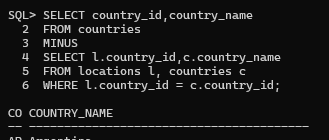 SQL> SELECT country_id,country_name
2 FROM countries
3 MINUS
4 SELECT l.country_id,c.country_name
5 FROM locations l, countries c
6 WHERE l.country_id = c.country_id;
CO COUNTRY_NAME
-- ----------------------------------------
AR Argentina